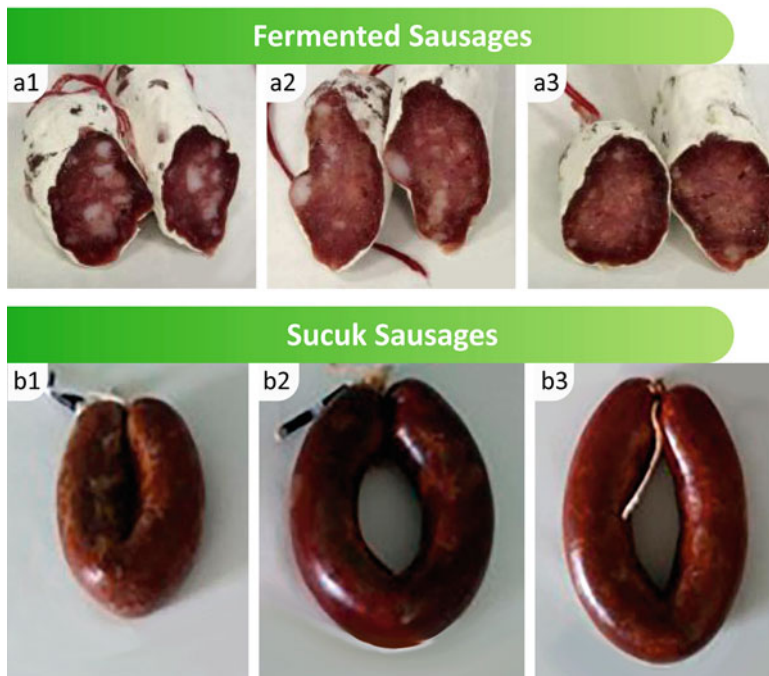 Fermented Sausages
a1
a2
a3
Sucuk Sausages
b1
b2
b3